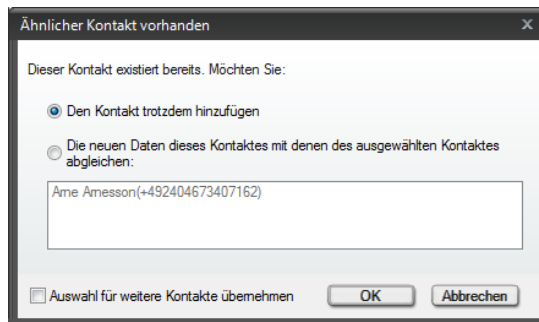 Ähnlicher Kontakt vorhanden
x
Dieser Kontakt existiert bereits. Möchten Sie:
Den Kontakt trotzdem hinzufügen
Die neuen Daten dieses Kontaktes mit denen des ausgewählten Kontaktes
abgleichen:
Arne Arnesson(+492404673407162)
Auswahl für weitere Kontakte übernehmen
OK
Abbrechen